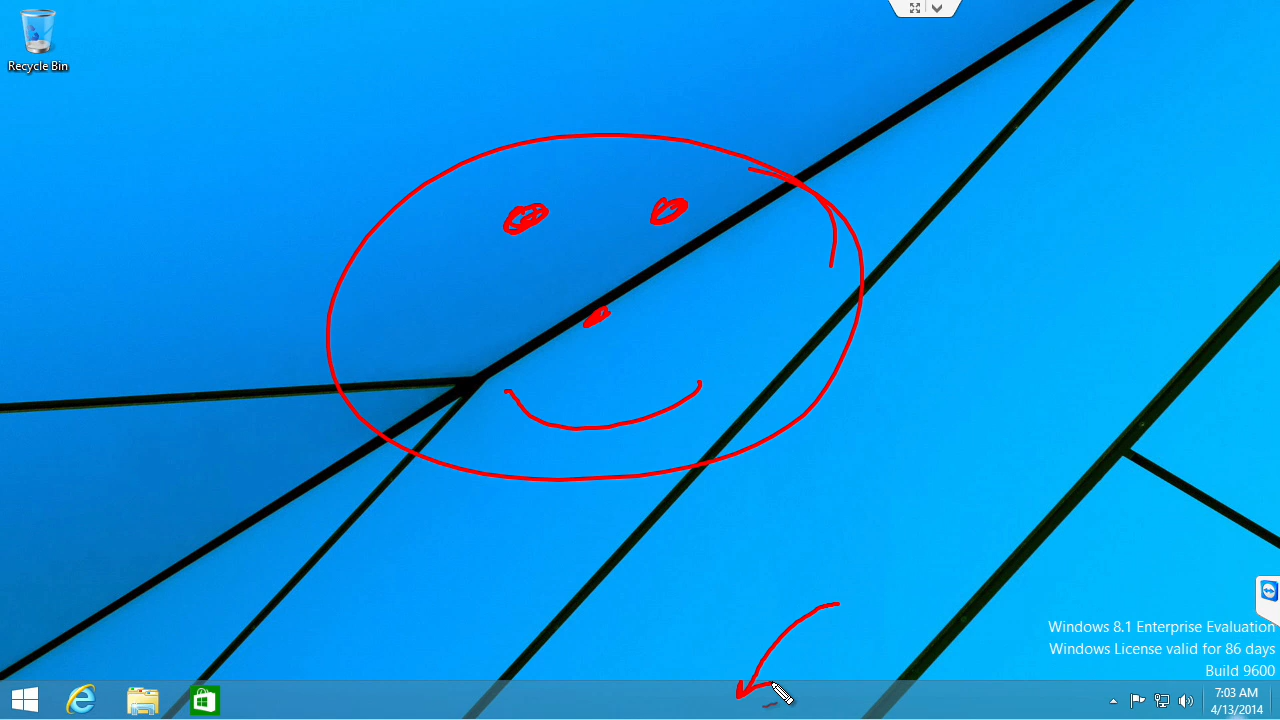 Recycle Bin
Windows 8.1 Enterprise Evaluation
Windows License valid for 86 days
Build 9600
7:03 AM
4/13/2014